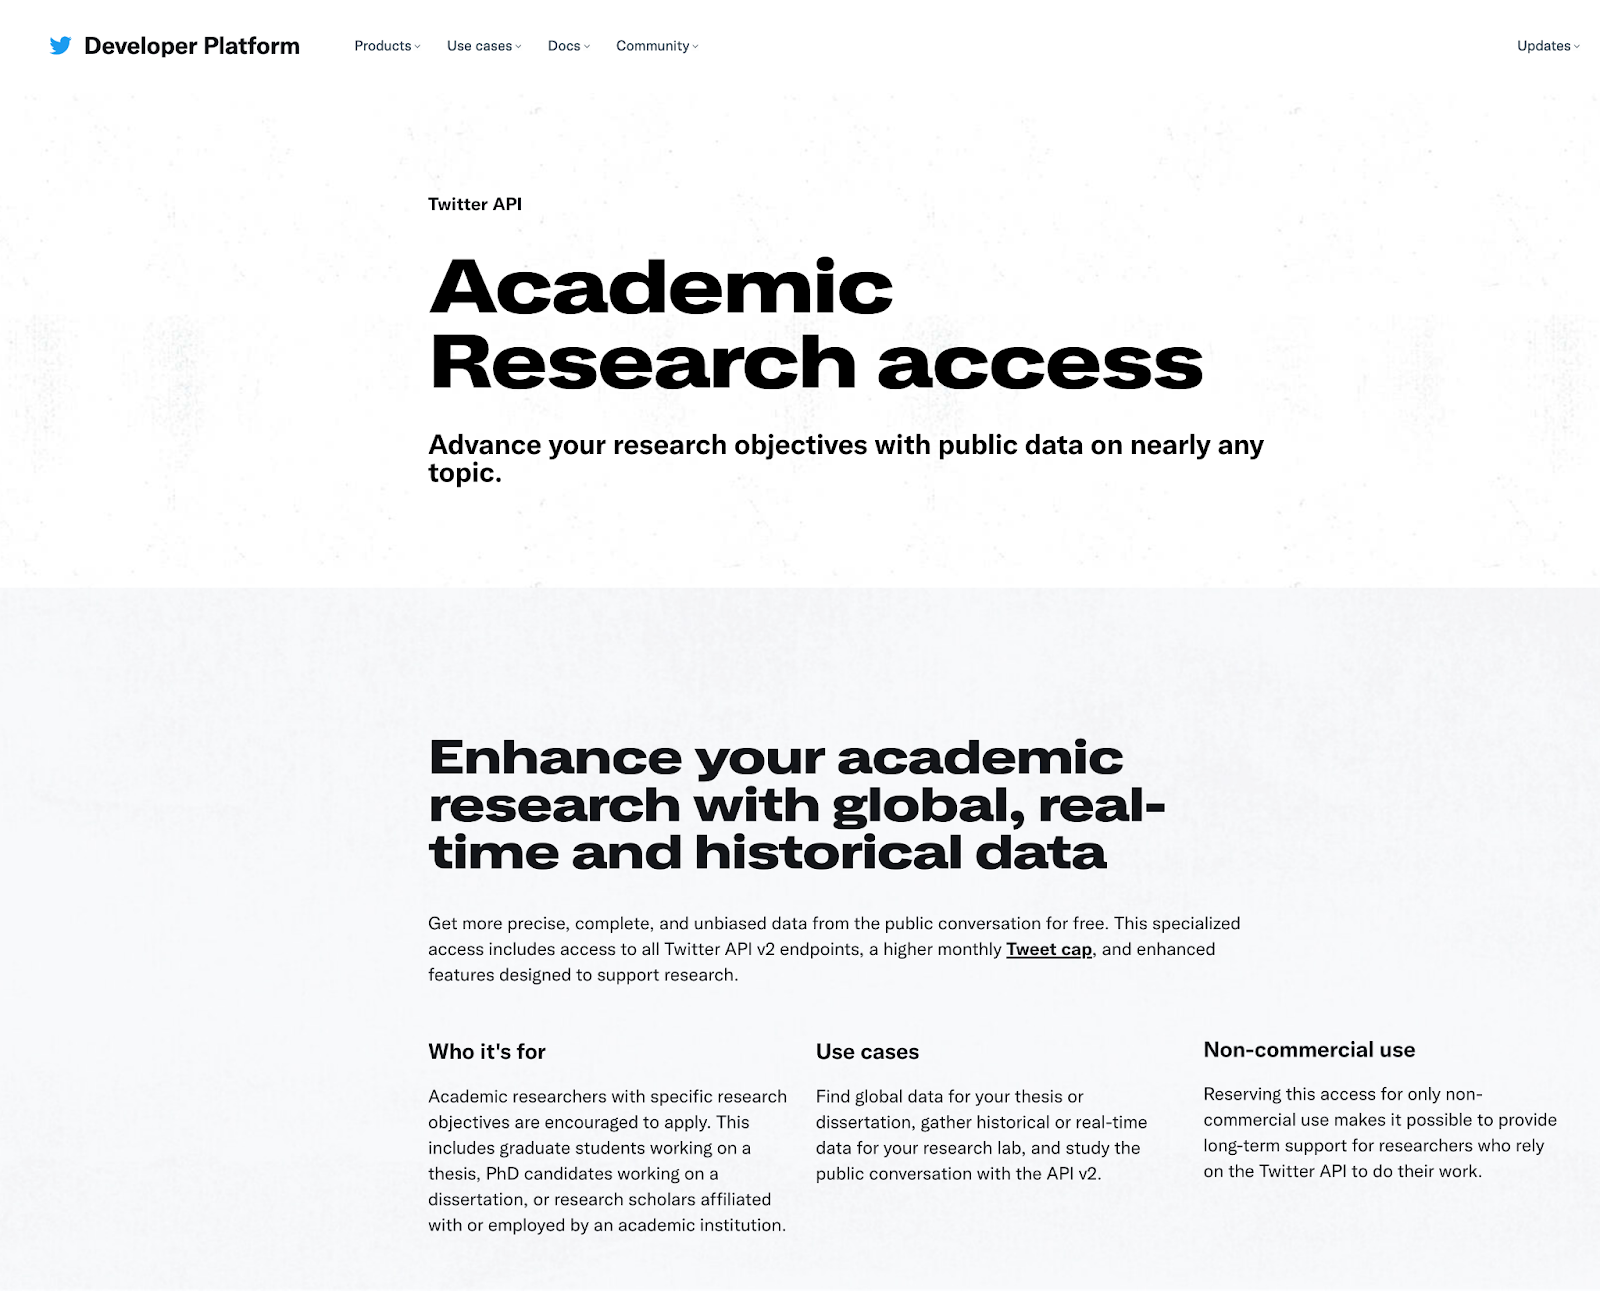 Developer Platform
Products
Use cases
Docs
Community
Updates
Twitter API
Academic
Research access
Advance your research objectives with public data on nearly any
topic.
Enhance your academic
research with global, real-
time and historical data
Get more precise, complete, and unbiased data from the public conversation for free. This specialized
access includes access to all Twitter API v2 endpoints, a higher monthly Tweet cap, and enhanced
features designed to support research.
Who it's for
Academic researchers with specific research
objectives are encouraged to apply. This
includes graduate students working on a
thesis, PhD candidates working on a
dissertation, or research scholars affiliated
with or employed by an academic institution.
Use cases
Find global data for your thesis or
dissertation, gather historical or real-time
data for your research lab, and study the
public conversation with the API v2.
Non-commercial use
Reserving this access for only non-
commercial use makes it possible to provide
long-term support for researchers who rely
on the Twitter API to do their work.